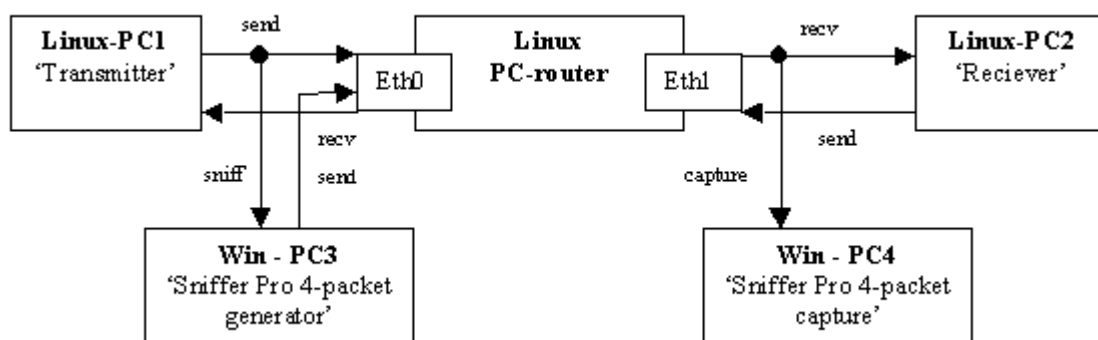 send
Linux-PC1
‘Transmitter’
Eth0
recv
Linux
PC-router
Eth1
recv
Linux-PC2
‘Reciever’
send
sniff
send
capture
Win - PC3
‘Sniffer Pro 4-packet
generator’
Win - PC4
‘Sniffer Pro 4-packet
capture’